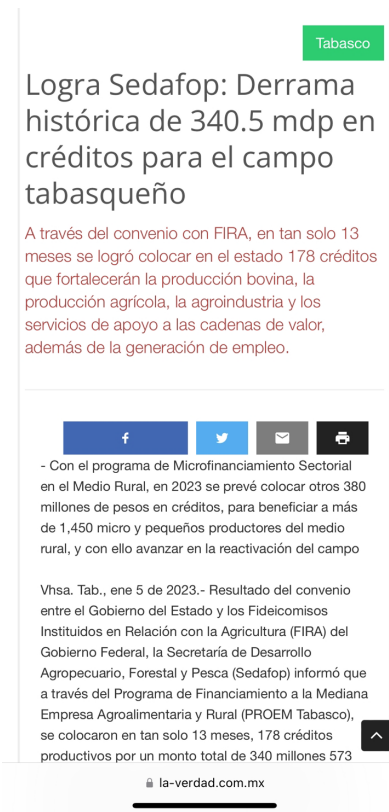 Tabasco
Logra Sedafop: Derrama
histórica de 340.5 mdp en
créditos para el campo
tabasqueño
A través del convenio con FIRA, en tan solo 13
meses se logró colocar en el estado 178 créditos
que fortalecerán la producción bovina, la
producción agrícola, la agroindustria y los
servicios de apoyo a las cadenas de valor,
además de la generación de empleo.
- Con el programa de Microfinanciamiento Sectorial
en el Medio Rural, en 2023 se prevé colocar otros 380
millones de pesos en créditos, para beneficiar a más
de 1,450 micro y pequeños productores del medio
rural, y con ello avanzar en la reactivación del campo
Vhsa. Tab., ene 5 de 2023.- Resultado del convenio
entre el Gobierno del Estado y los Fideicomisos
Instituidos en Relación con la Agricultura (FIRA) del
Gobierno Federal, la Secretaría de Desarrollo
Agropecuario, Forestal y Pesca (Sedafop) informó que
a través del Programa de Financiamiento a la Mediana
Empresa Agroalimentaria y Rural (PROEM Tabasco),
se colocaron en tan solo 13 meses, 178 créditos
productivos por un monto total de 340 millones 573
la-verdad.com.mx